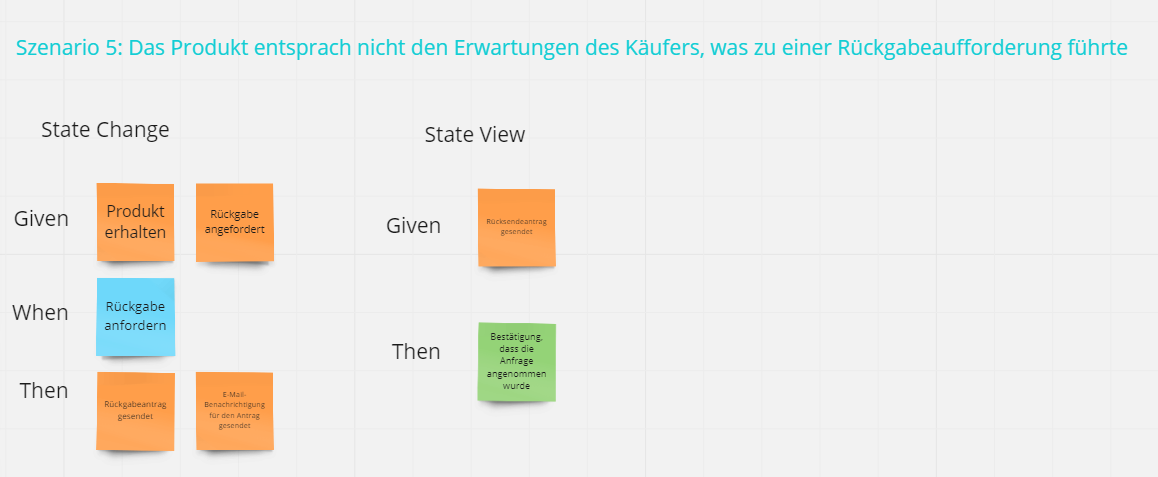 Szenario 5: Das Produkt entsprach nicht den Erwartungen des Käufers, was zu einer Rückgabeaufforderung führte
State Change
Given
Produkt
erhalten
Rückgabe
angefordert
When
Rückgabe
anfordern
Then
Rückgabeantrag
gesendet
E-Mail-
Benachrichtigung
für den Antrag
gesendet
State View
Given
Rücksendeantrag
gesendet
Then
Bestätigung,
dass die
Anfrage
angenommen
wurde